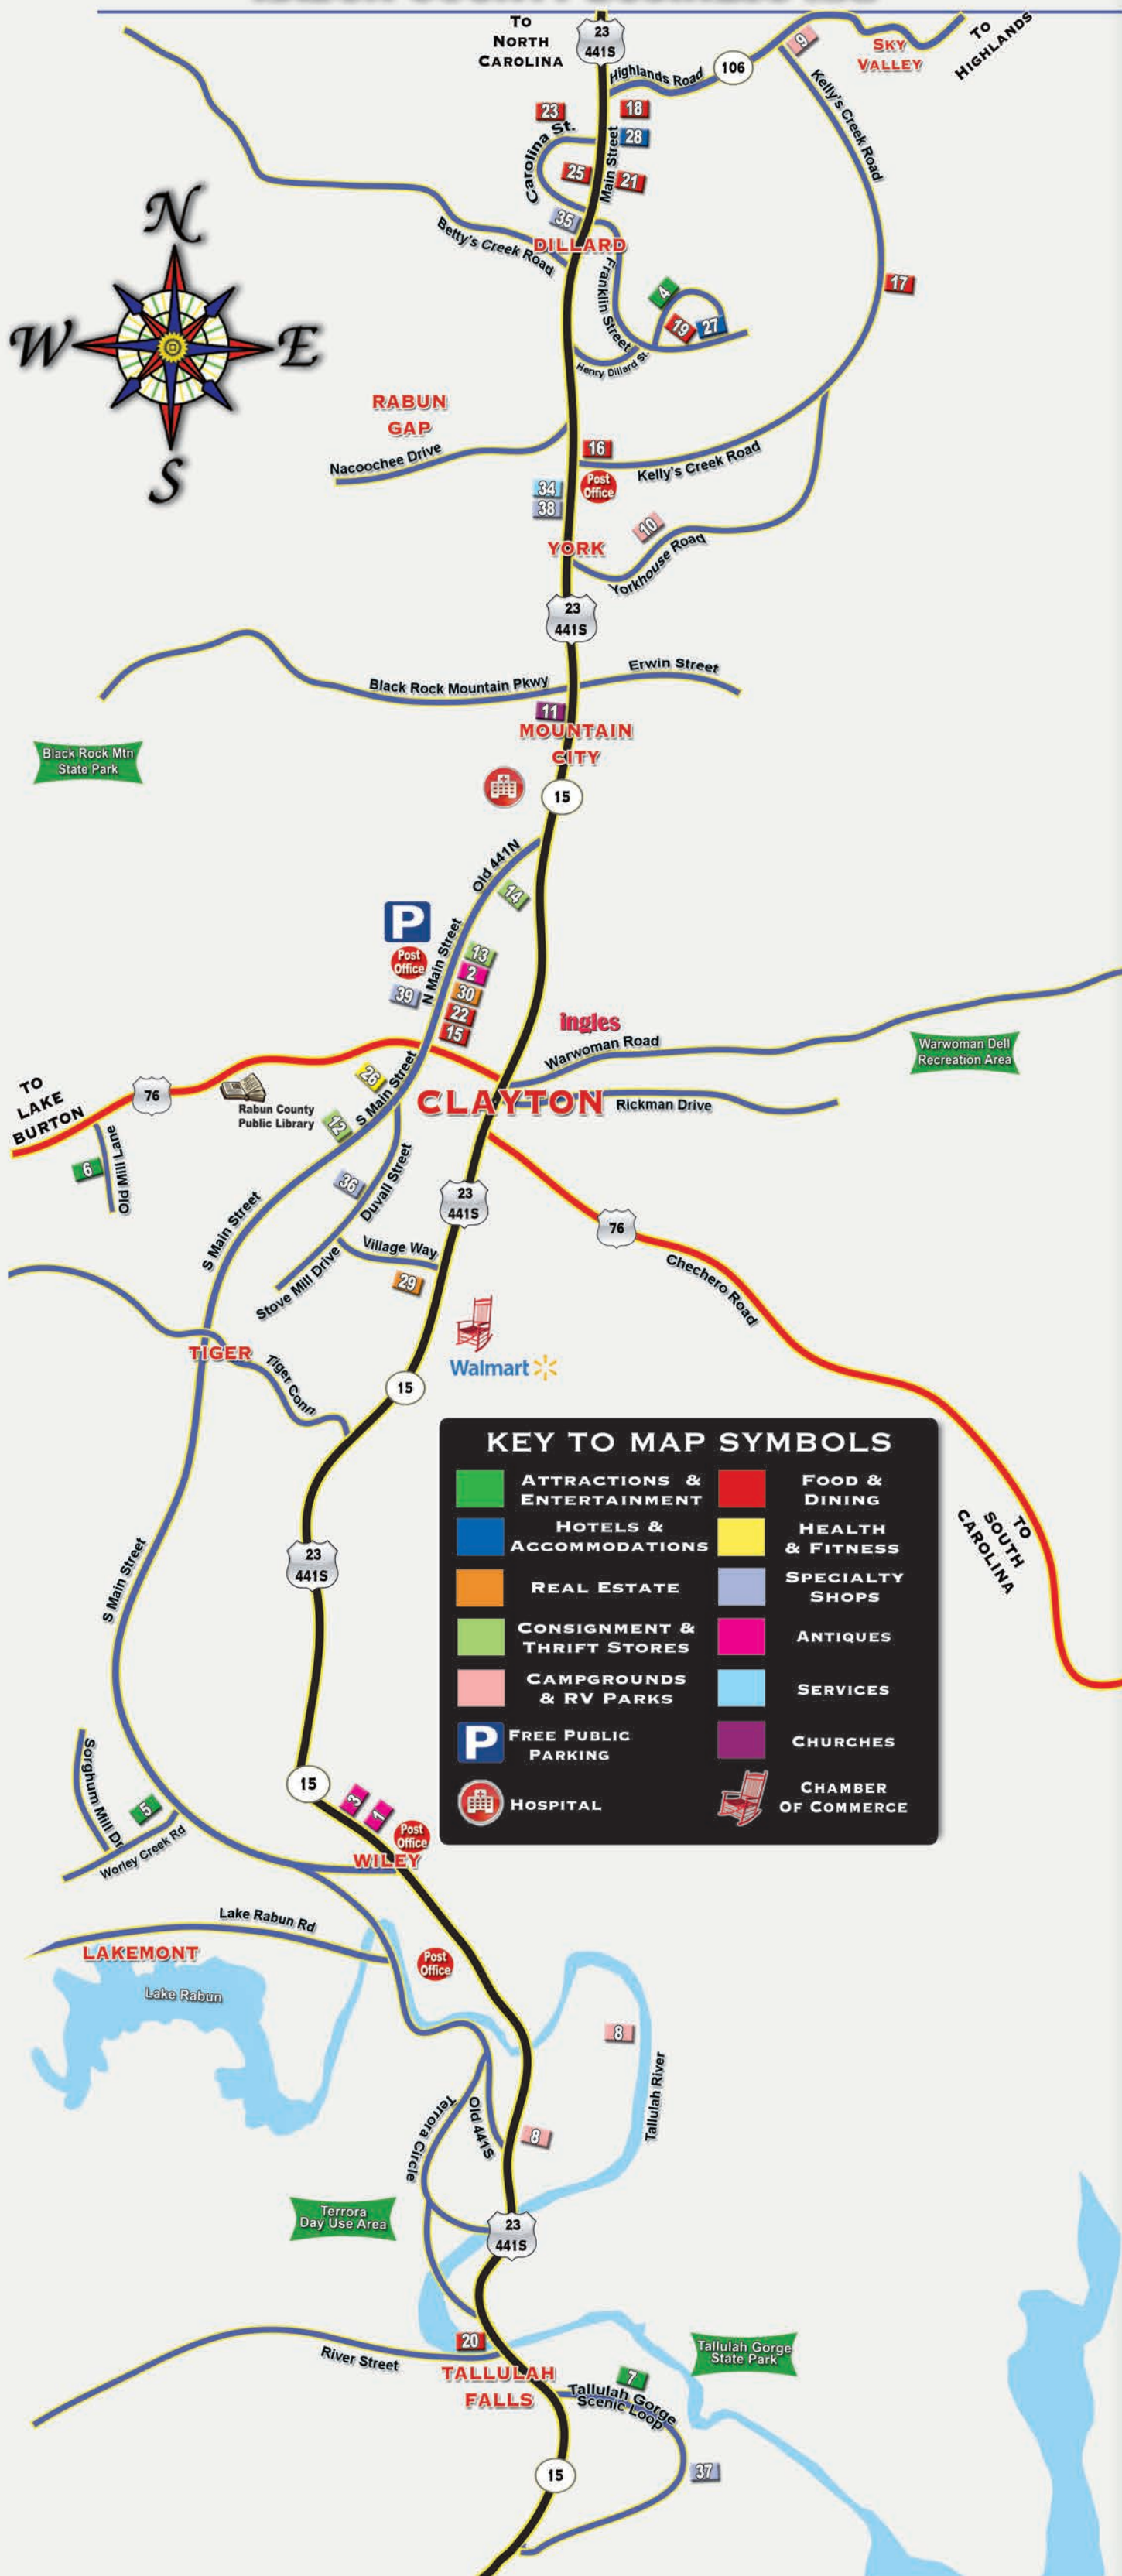 TO
NORTH
CAROLINA
23
441S
Highlands Road
106
9
SKY
VALLEY
TO
HIGHLANDS
Kelly's Creek Road
23
18
Carolina St.
28
Main Street
25
21
35
DILLARD
Betty's Creek Road
Franklin Street
4
19
27
17
Henry Dillard St.
N
W
E
S
RABUN
GAP
Nacoochee Drive
16
Kelly's Creek Road
Post
Office
34
38
10
YORK
Yorkhouse Road
23
441S
Erwin Street
Black Rock Mountain Pkwy
11
MOUNTAIN
CITY
Black Rock Mtn
State Park
15
Old 441N
14
P
Post
Office
N Main Street
13
2
39
30
22
15
ingles
Warwoman Road
Warwoman Dell
Recreation Area
TO
LAKE
BURTON
76
Rabun County
Public Library
26
S Main Street
12
CLAYTON
Rickman Drive
6
Old Mill Lane
36
Duvall Street
23
441S
76
S Main Street
Village Way
Stove Mill Drive
29
Chechero Road
TIGER
Tiger Conn
Walmart
15
TO
SOUTH
CAROLINA
KEY TO MAP SYMBOLS
ATTRACTIONS &
ENTERTAINMENT
FOOD &
DINING
HOTELS &
ACCOMMODATIONS
HEALTH
& FITNESS
REAL ESTATE
SPECIALTY
SHOPS
CONSIGNMENT &
THRIFT STORES
ANTIQUES
CAMPGROUNDS
& RV PARKS
SERVICES
P
FREE PUBLIC
PARKING
CHURCHES
HOSPITAL
CHAMBER
OF COMMERCE
23
441S
S Main Street
15
3
1
Post
Office
WILEY
Sorghum Mill Dr
5
Worley Creek Rd
Lake Rabun Rd
LAKEMONT
Lake Rabun
Post
Office
8
Tallulah River
Terrora Circle
Old 441S
8
Terrora
Day Use Area
23
441S
20
River Street
TALLULAH
FALLS
Tallulah Gorge
State Park
7
Tallulah Gorge
Scenic Loop
37
15